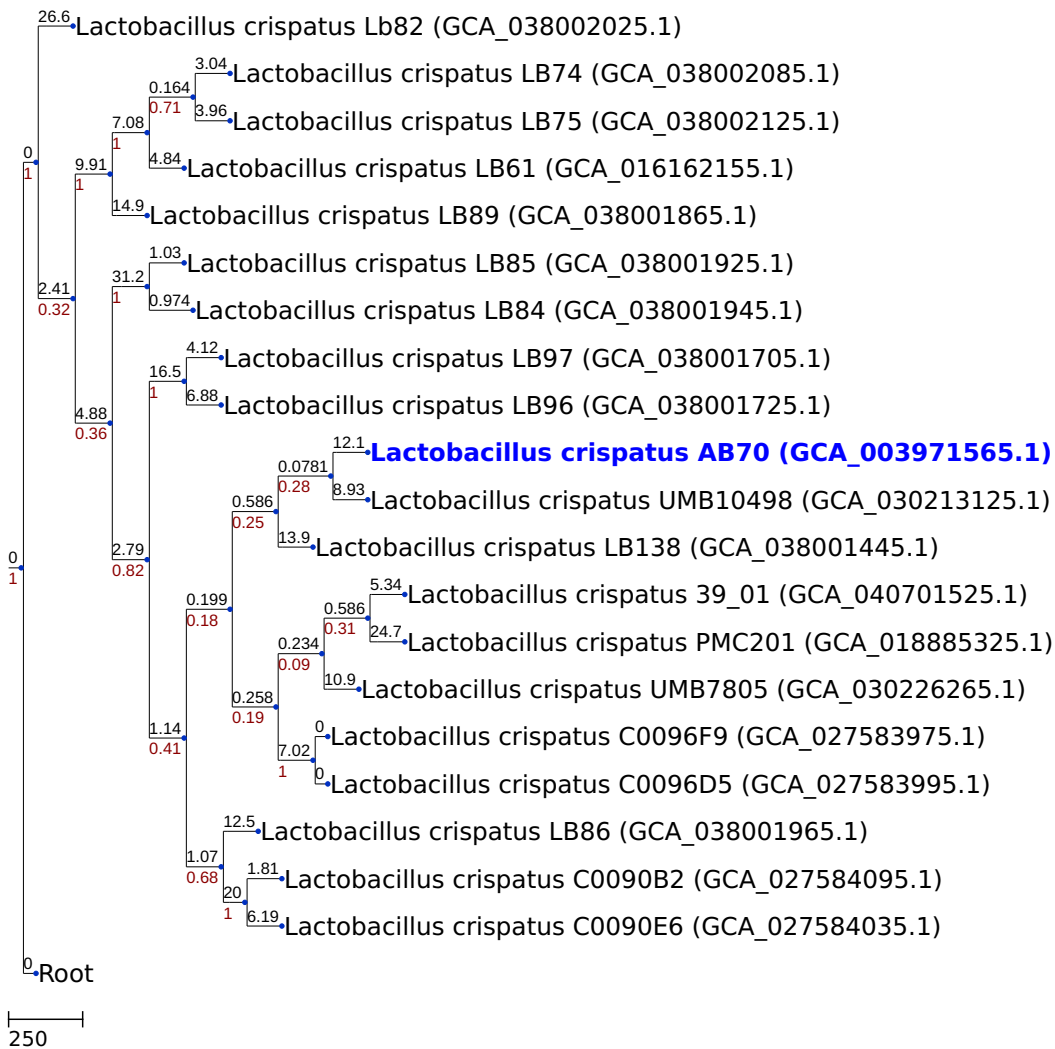 26.6
Lactobacillus crispatus Lb82 (GCA_038002025.1)
3.04
Lactobacillus crispatus LB74 (GCA_038002085.1)
0.164
0.71
3.96
Lactobacillus crispatus LB75 (GCA_038002125.1)
7.08
1
4.84
Lactobacillus crispatus LB61 (GCA_016162155.1)
0
1
9.91
1
14.9
Lactobacillus crispatus LB89 (GCA_038001865.1)
1.03
Lactobacillus crispatus LB85 (GCA_038001925.1)
31.2
1
2.41
0.32
0.974
Lactobacillus crispatus LB84 (GCA_038001945.1)
4.12
Lactobacillus crispatus LB97 (GCA_038001705.1)
16.5
1
6.88
Lactobacillus crispatus LB96 (GCA_038001725.1)
4.88
0.36
12.1
Lactobacillus crispatus AB70 (GCA_003971565.1)
0.0781
0.28
8.93
Lactobacillus crispatus UMB10498 (GCA_030213125.1)
0.586
0.25
13.9
Lactobacillus crispatus LB138 (GCA_038001445.1)
2.79
0.82
0
1
5.34
Lactobacillus crispatus 39_01 (GCA_040701525.1)
0.199
0.18
0.586
0.31
24.7
Lactobacillus crispatus PMC201 (GCA_018885325.1)
0.234
0.09
10.9
Lactobacillus crispatus UMB7805 (GCA_030226265.1)
0.258
0.19
0
Lactobacillus crispatus C0096F9 (GCA_027583975.1)
1.14
0.41
7.02
1
0
Lactobacillus crispatus C0096D5 (GCA_027583995.1)
12.5
Lactobacillus crispatus LB86 (GCA_038001965.1)
1.07
0.68
1.81
Lactobacillus crispatus C0090B2 (GCA_027584095.1)
20
1
6.19
Lactobacillus crispatus C0090E6 (GCA_027584035.1)
0
Root
250